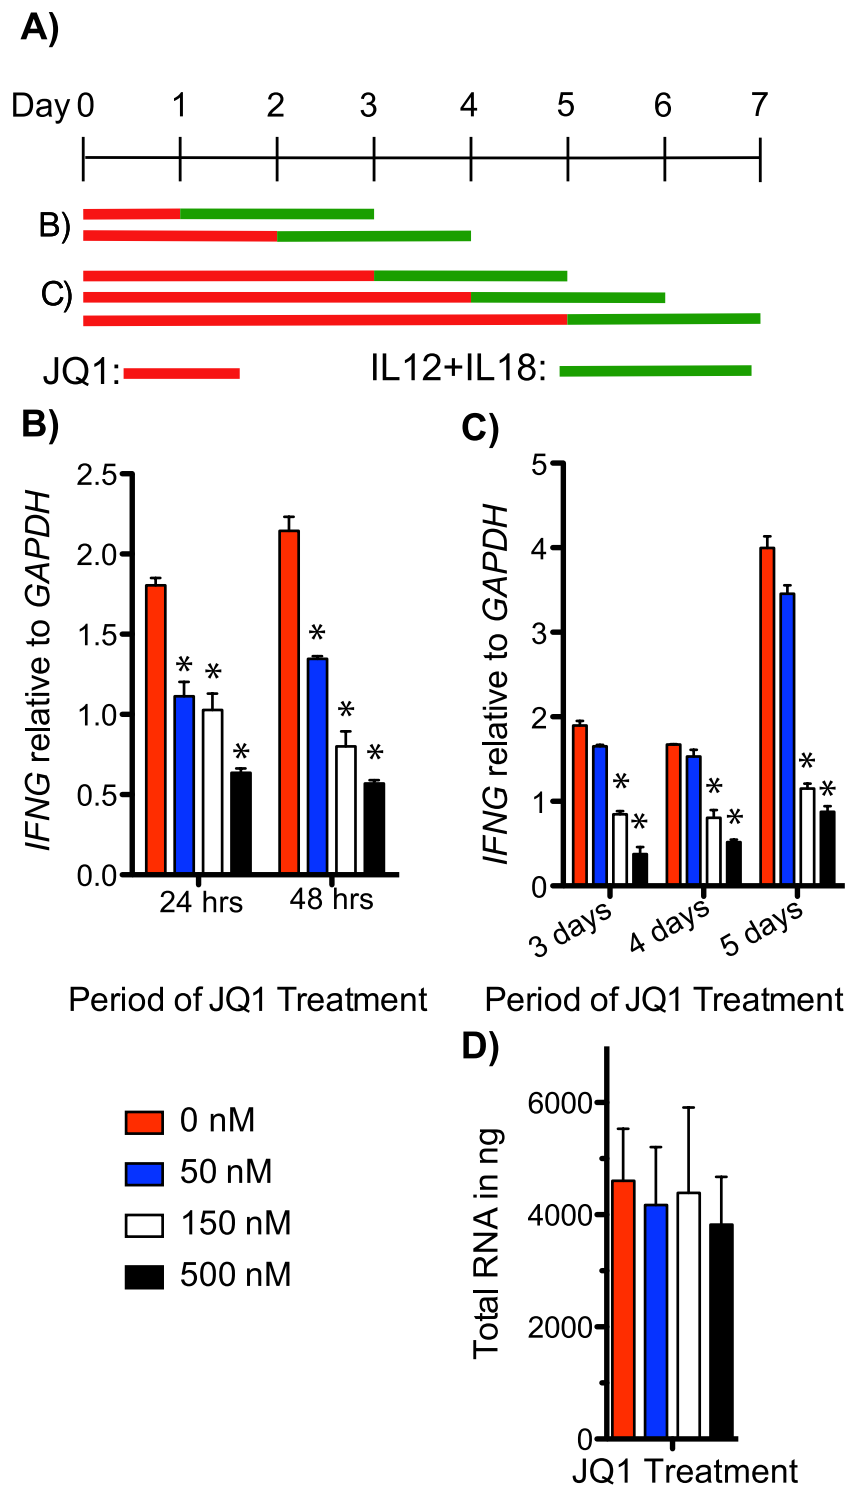 A)
Day 0 1 2 3 4 5 6 7
B)
C)
JQ1: IL12+IL18:
B)
IFNG relative to GAPDH
2.5
2.0
1.5
1.0
0.5
0.0
* * *
* * *
24 hrs 48 hrs
Period of JQ1 Treatment
C)
IFNG relative to GAPDH
5
4
3
2
1
0
* *
* *
* *
3 days 4 days 5 days
Period of JQ1 Treatment
0 nM
50 nM
150 nM
500 nM
D)
Total RNA in ng
6000
4000
2000
0
JQ1 Treatment